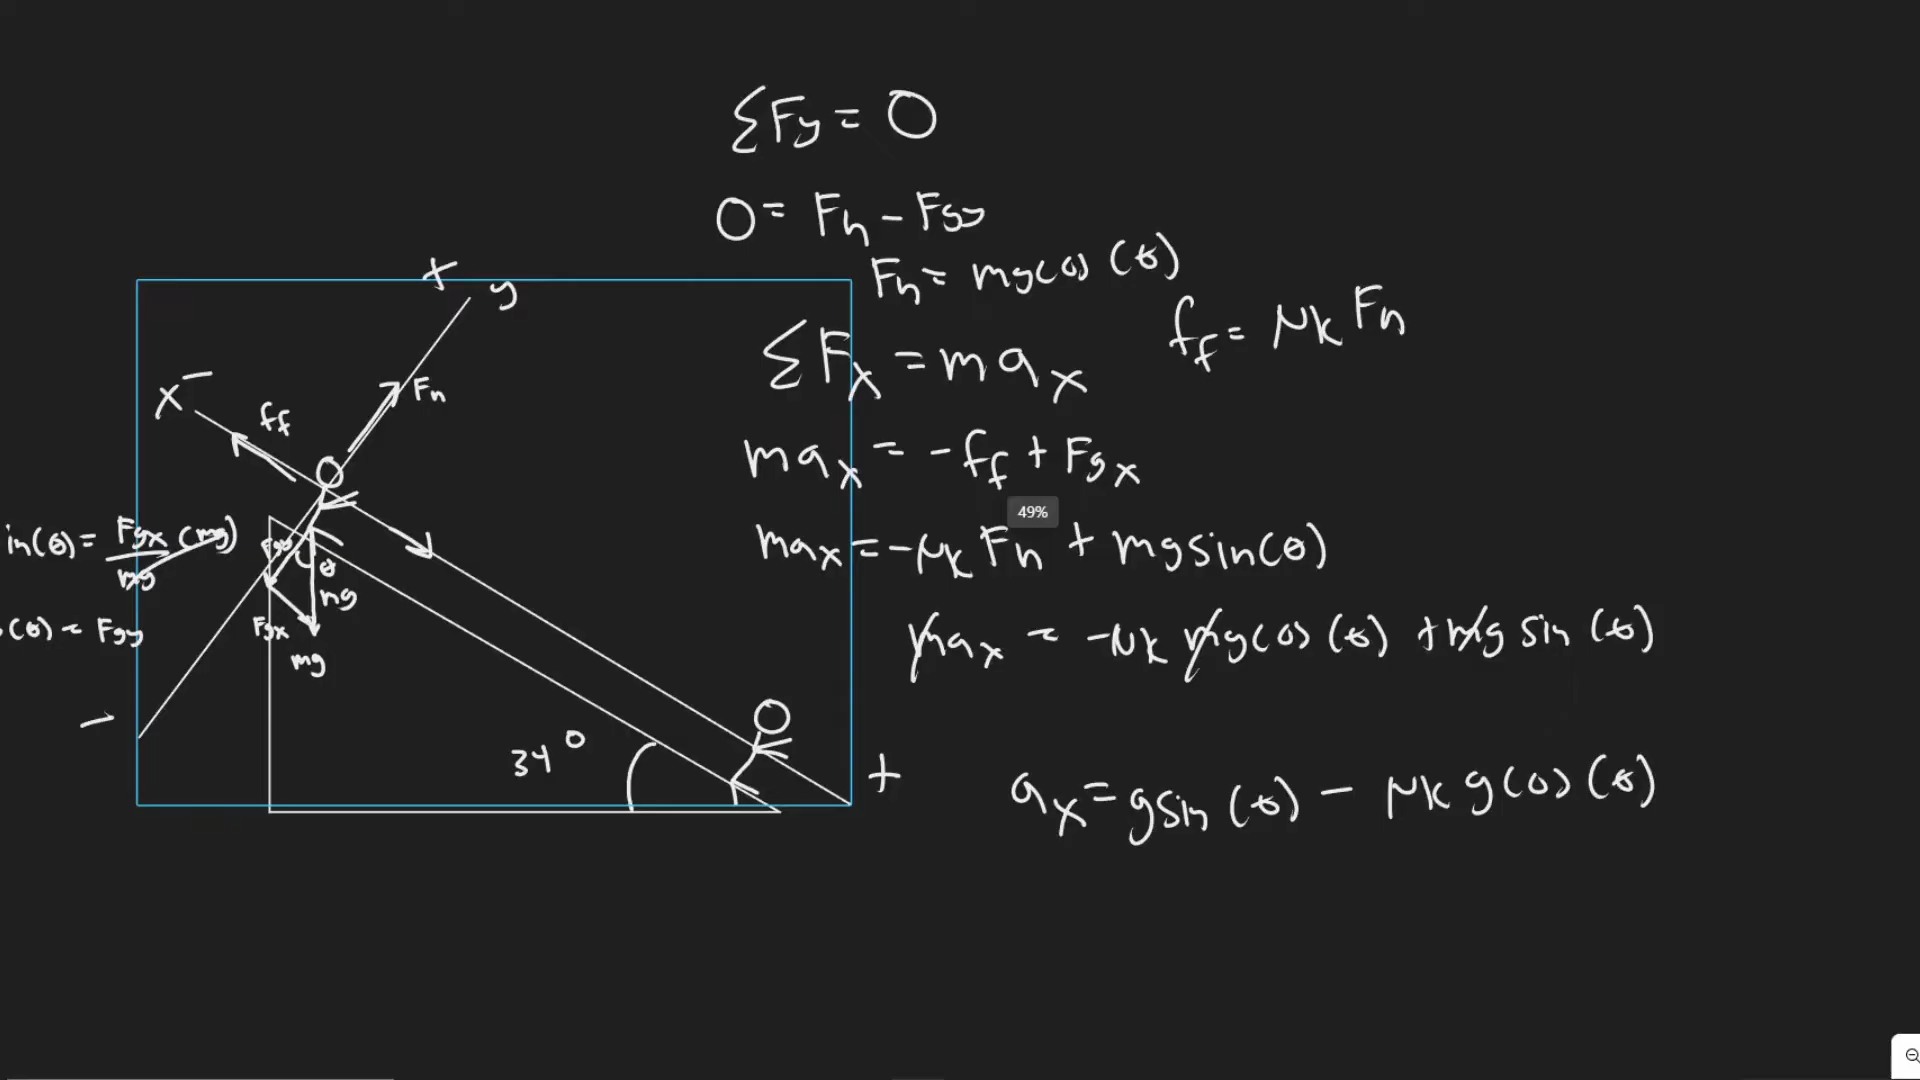 ΣFy = 0
0 = Fn - Fgy
Fn = mgcos (θ)
ff = μk Fn
ΣFx = max
max = -ff + Fgx
49%
max = -μk Fn + mgsin(θ)
max = -μk mgcos (θ) + mg sin (θ)
ax = gsin (θ) - μk gcos (θ)
+
y
x -
ff
Fn
in(θ) = Fgx (mg)
mg
(θ) = Fgy
Fgy
θ
mg
Fgx
mg
-
34°
+